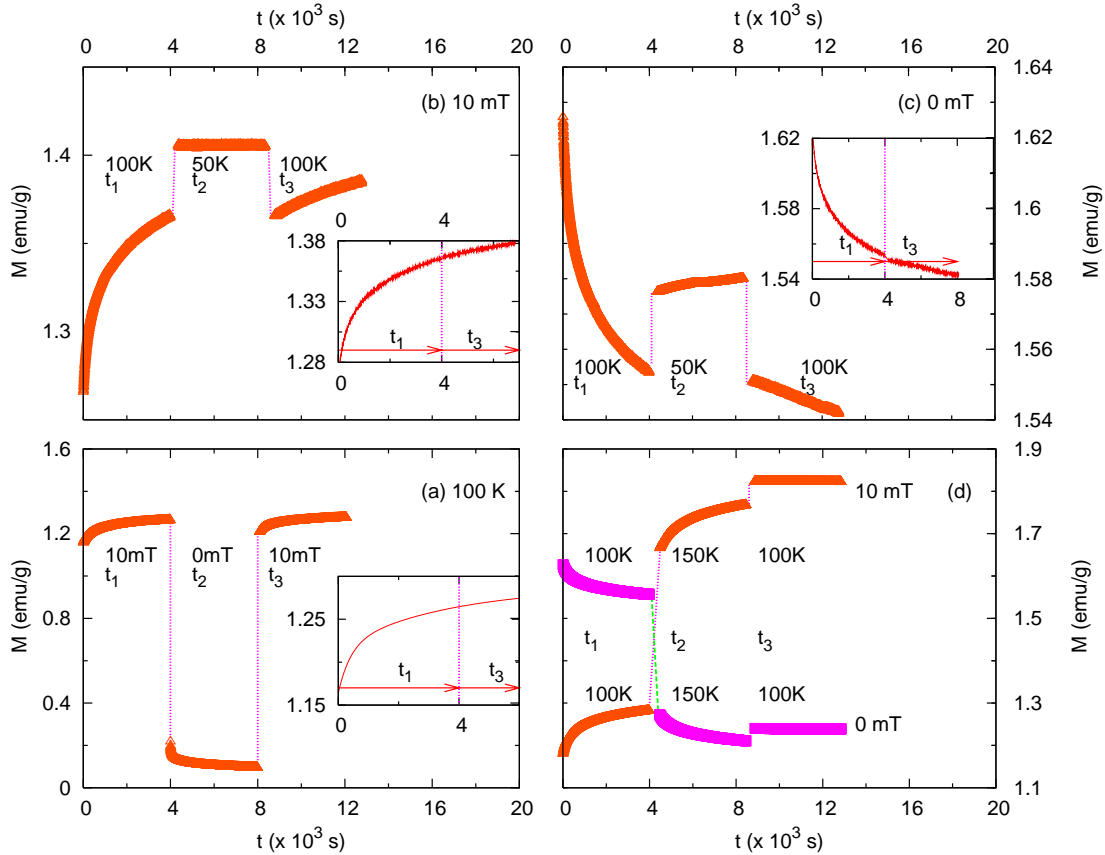 t (x 10³ s)
t (x 10³ s)
0 4 8 12 16 20
0 4 8 12 16 20
M (emu/g)
1.4
1.3
(b) 10 mT
100K 50K 100K
t₁ t₂ t₃
0 4
1.38
1.33
1.28
t₁ t₃
0 4
M (emu/g)
1.64
1.62
1.6
1.58
1.56
1.54
(c) 0 mT
1.62
1.58
1.54
t₁ t₃
0 4 8
100K 50K 100K
t₁ t₂ t₃
M (emu/g)
1.6
1.2
0.8
0.4
0
(a) 100 K
10mT 0mT 10mT
t₁ t₂ t₃
1.25
1.15
t₁ t₃
0 4
0 4 8 12 16 20
t (x 10³ s)
M (emu/g)
1.9
1.7
1.5
1.3
1.1
10 mT (d)
100K 150K 100K
t₁ t₂ t₃
100K 150K 100K
0 mT
0 4 8 12 16 20
t (x 10³ s)